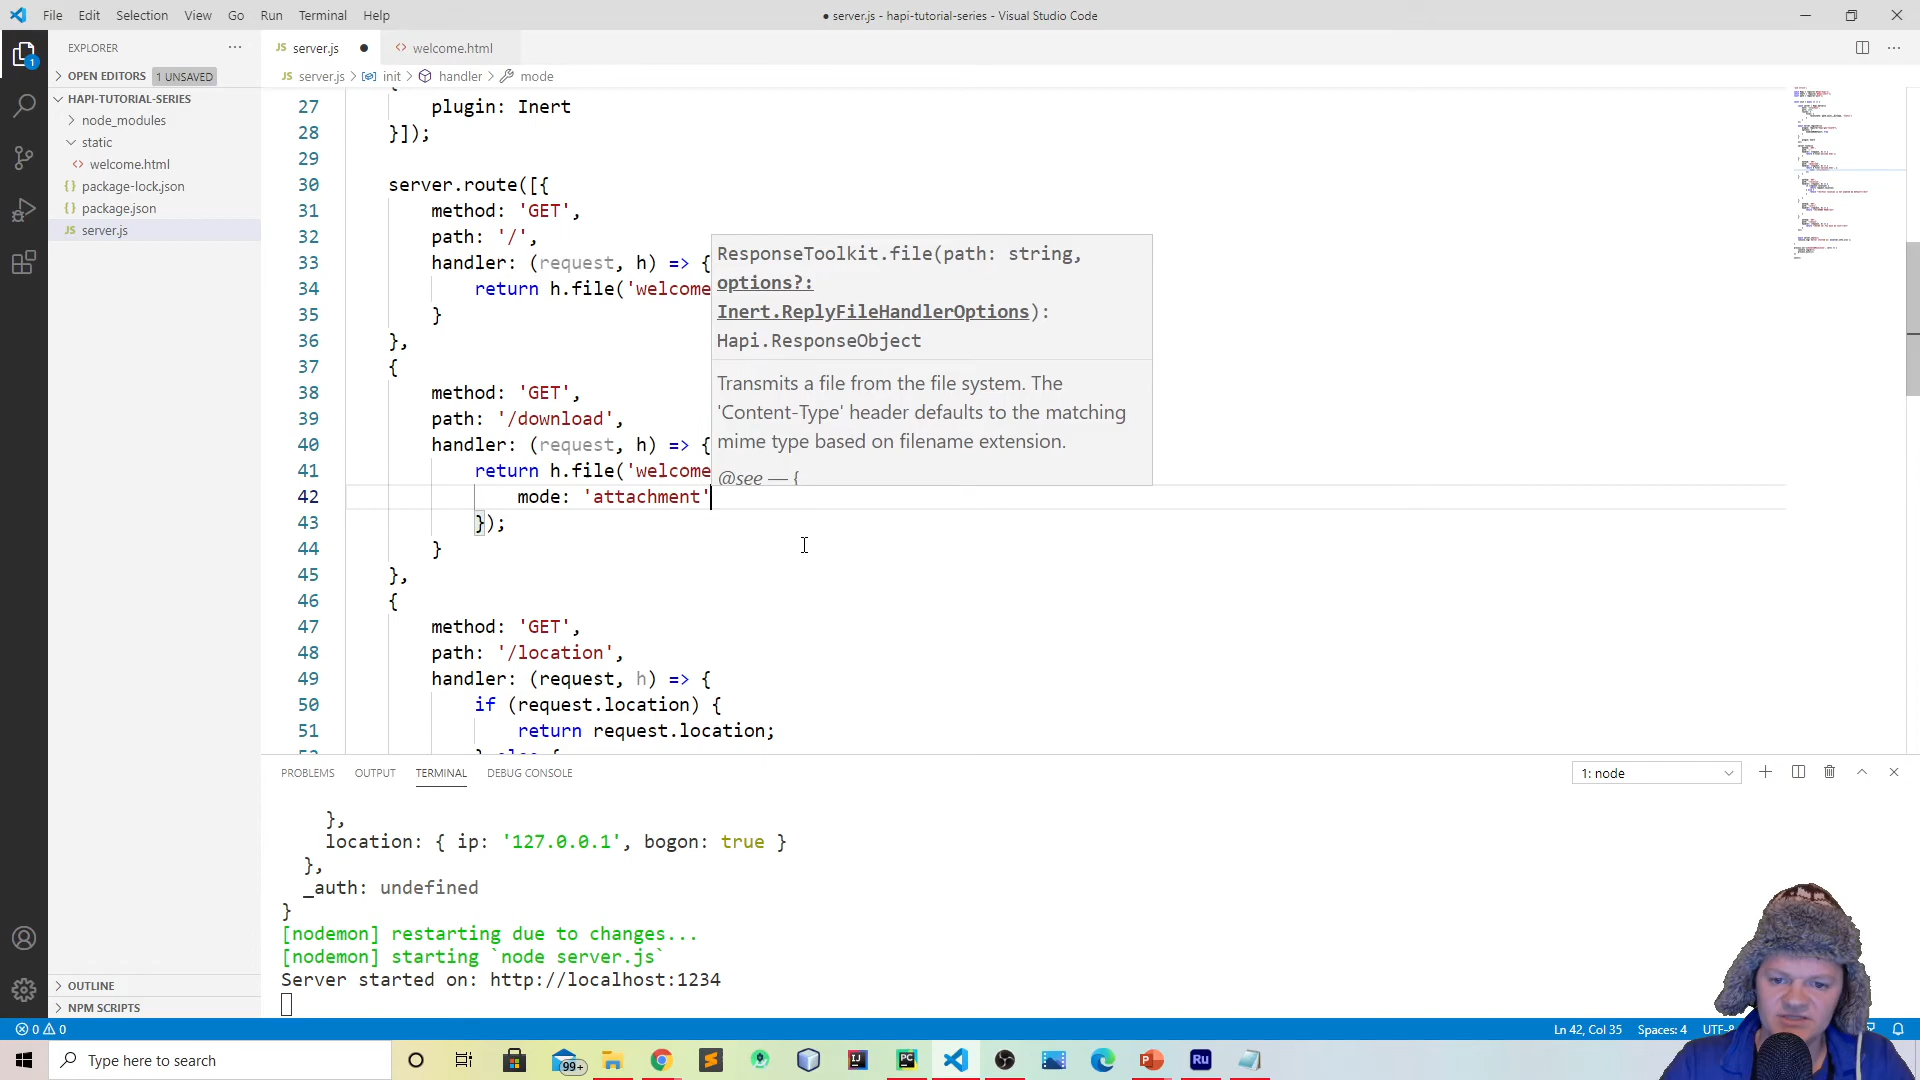 File Edit Selection View Go Run Terminal Help
● server.js - hapi-tutorial-series - Visual Studio Code
EXPLORER ···
JS server.js ●
<> welcome.html
OPEN EDITORS 1 UNSAVED
JS server.js > init > handler > mode
HAPI-TUTORIAL-SERIES
node_modules
static
<> welcome.html
{} package-lock.json
{} package.json
JS server.js
1
{
27 plugin: Inert
28 }]);
29
30 server.route([{
31 method: 'GET',
32 path: '/',
33 handler: (request, h) => {
34 return h.file('welcome
35 }
36 },
37 {
38 method: 'GET',
39 path: '/download',
40 handler: (request, h) => {
41 return h.file('welcome
42 mode: 'attachment'
43 });
44 }
45 },
46 {
47 method: 'GET',
48 path: '/location',
49 handler: (request, h) => {
50 if (request.location) {
51 return request.location;
52 } else {
ResponseToolkit.file(path: string,
options?:
Inert.ReplyFileHandlerOptions):
Hapi.ResponseObject
Transmits a file from the file system. The
'Content-Type' header defaults to the matching
mime type based on filename extension.
@see — {
PROBLEMS OUTPUT TERMINAL DEBUG CONSOLE
1: node
},
location: { ip: '127.0.0.1', bogon: true }
},
_auth: undefined
}
[nodemon] restarting due to changes...
[nodemon] starting `node server.js`
Server started on: http://localhost:1234
OUTLINE
NPM SCRIPTS
0 0
Ln 42, Col 35 Spaces: 4 UTF-8
Type here to search
99+
IJ
PC
Ru